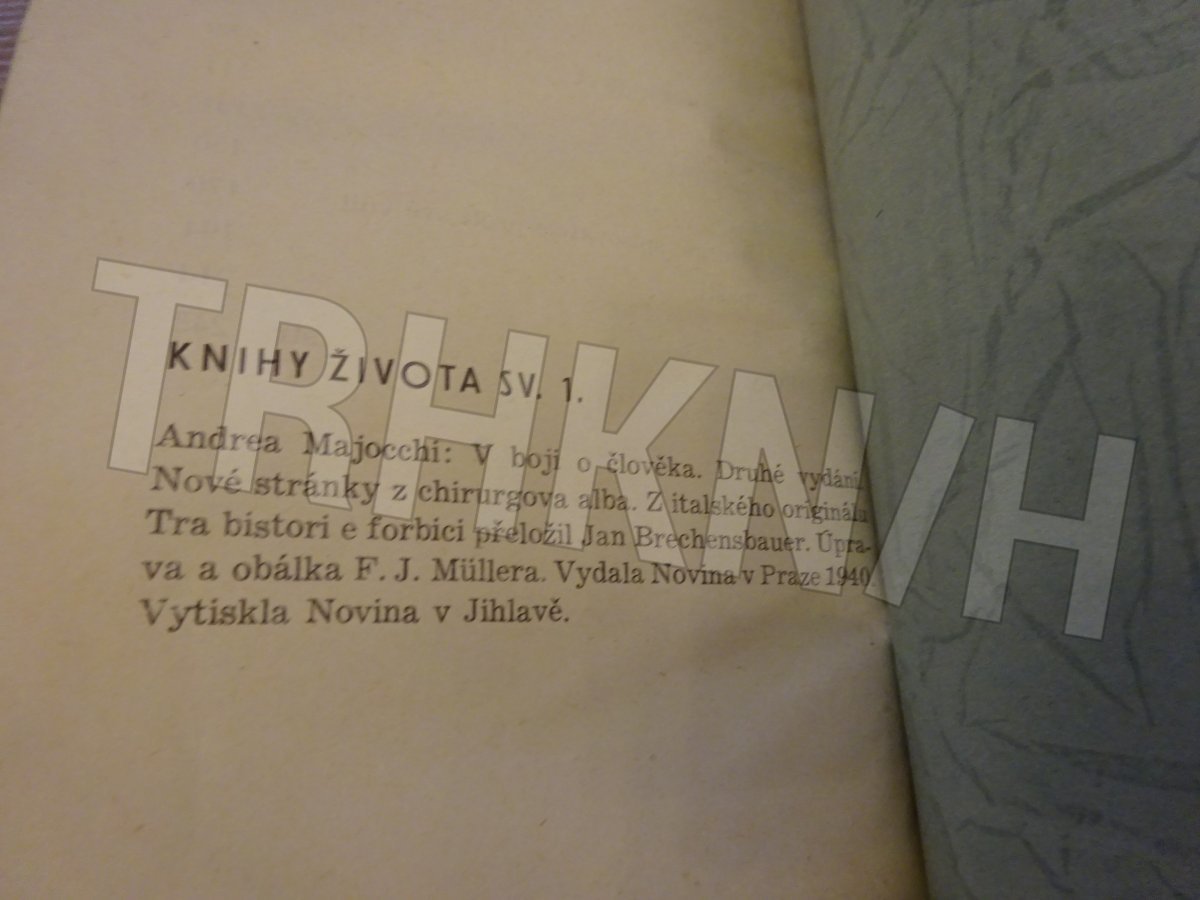 KNIHY ŽIVOTA SV. 1.
Andrea Majocchi: V boji o člověka. Druhé vydání.
Nové stránky z chirurgova alba. Z italského originálu
Tra bistori e forbici přeložil Jan Brechensbauer. Úpra-
va a obálka F. J. Müllera. Vydala Novina v Praze 1940.
Vytiskla Novina v Jihlavě.
TRHKNIH